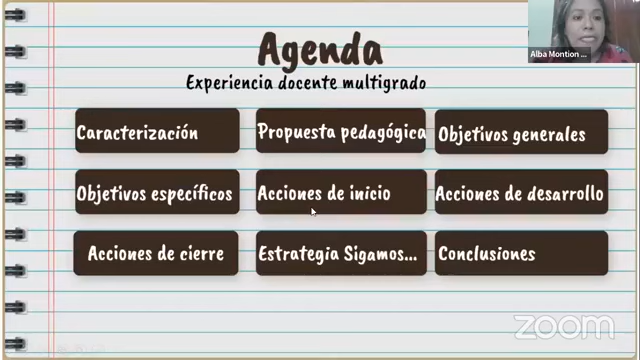 Alba Montion ...
Agenda
Experiencia docente multigrado
Caracterización
Propuesta pedagógica
Objetivos generales
Objetivos específicos
Acciones de inicio
Acciones de desarrollo
Acciones de cierre
Estrategia Sigamos...
Conclusiones
zoom